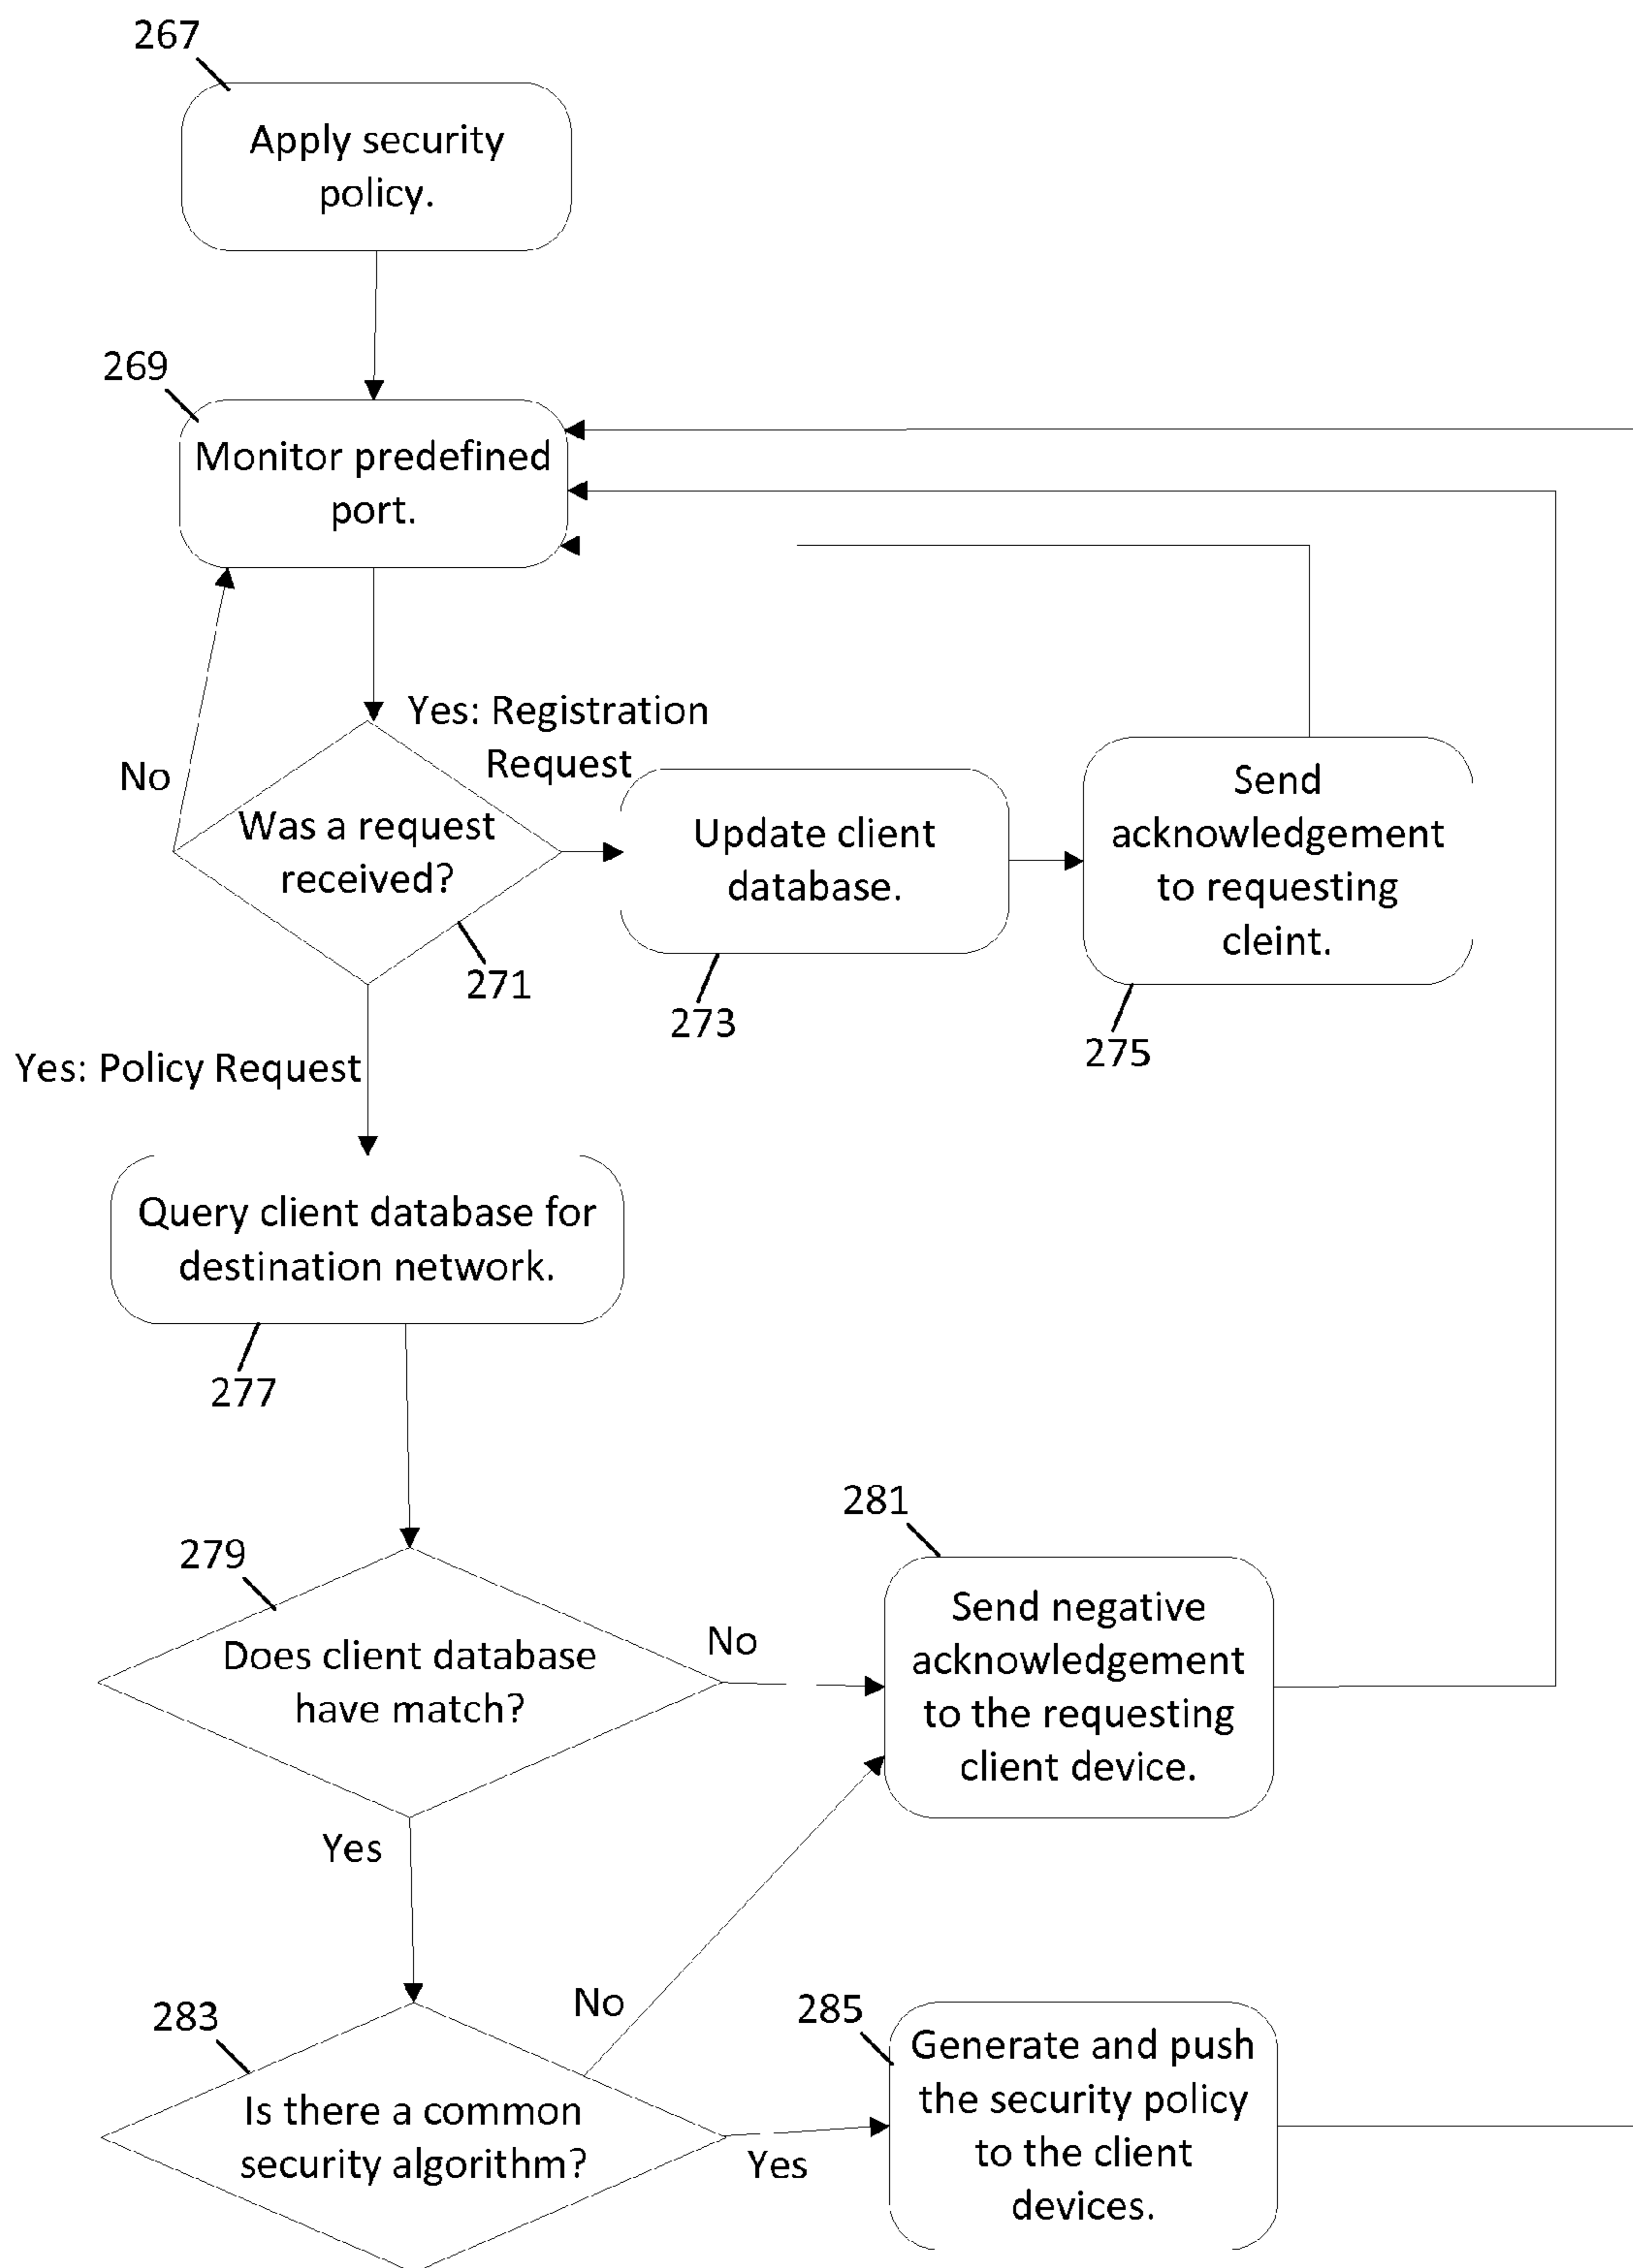 267
Apply security
policy.
269
Monitor predefined
port.
Yes: Registration
Request
No
Was a request
received?
271
Update client
database.
273
Send
acknowledgement
to requesting
cleint.
275
Yes: Policy Request
Query client database for
destination network.
277
279
Does client database
have match?
No
281
Send negative
acknowledgement
to the requesting
client device.
Yes
283
Is there a common
security algorithm?
No
Yes
285
Generate and push
the security policy
to the client
devices.